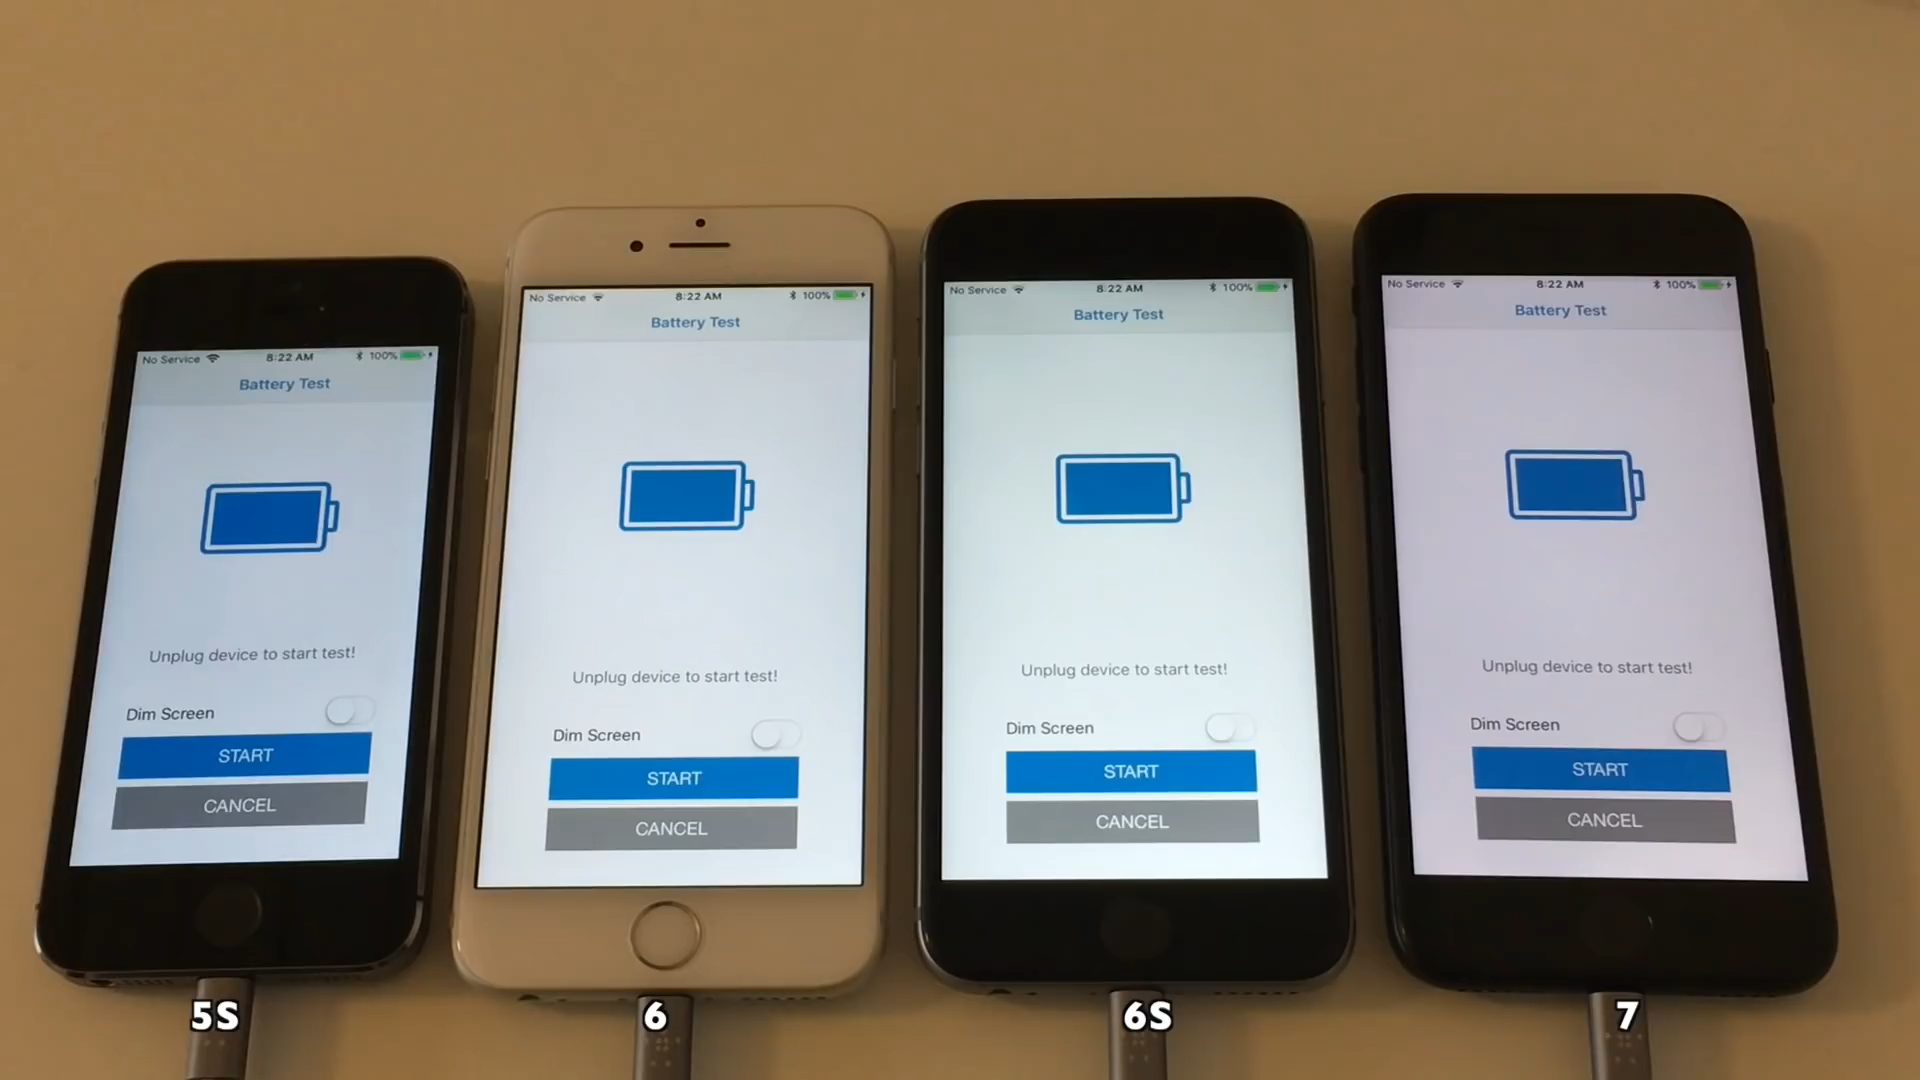 No Service 8:22 AM 100%
Battery Test
Unplug device to start test!
Dim Screen
START
CANCEL
5S
No Service 8:22 AM 100%
Battery Test
Unplug device to start test!
Dim Screen
START
CANCEL
6
No Service 8:22 AM 100%
Battery Test
Unplug device to start test!
Dim Screen
START
CANCEL
6S
No Service 8:22 AM 100%
Battery Test
Unplug device to start test!
Dim Screen
START
CANCEL
7